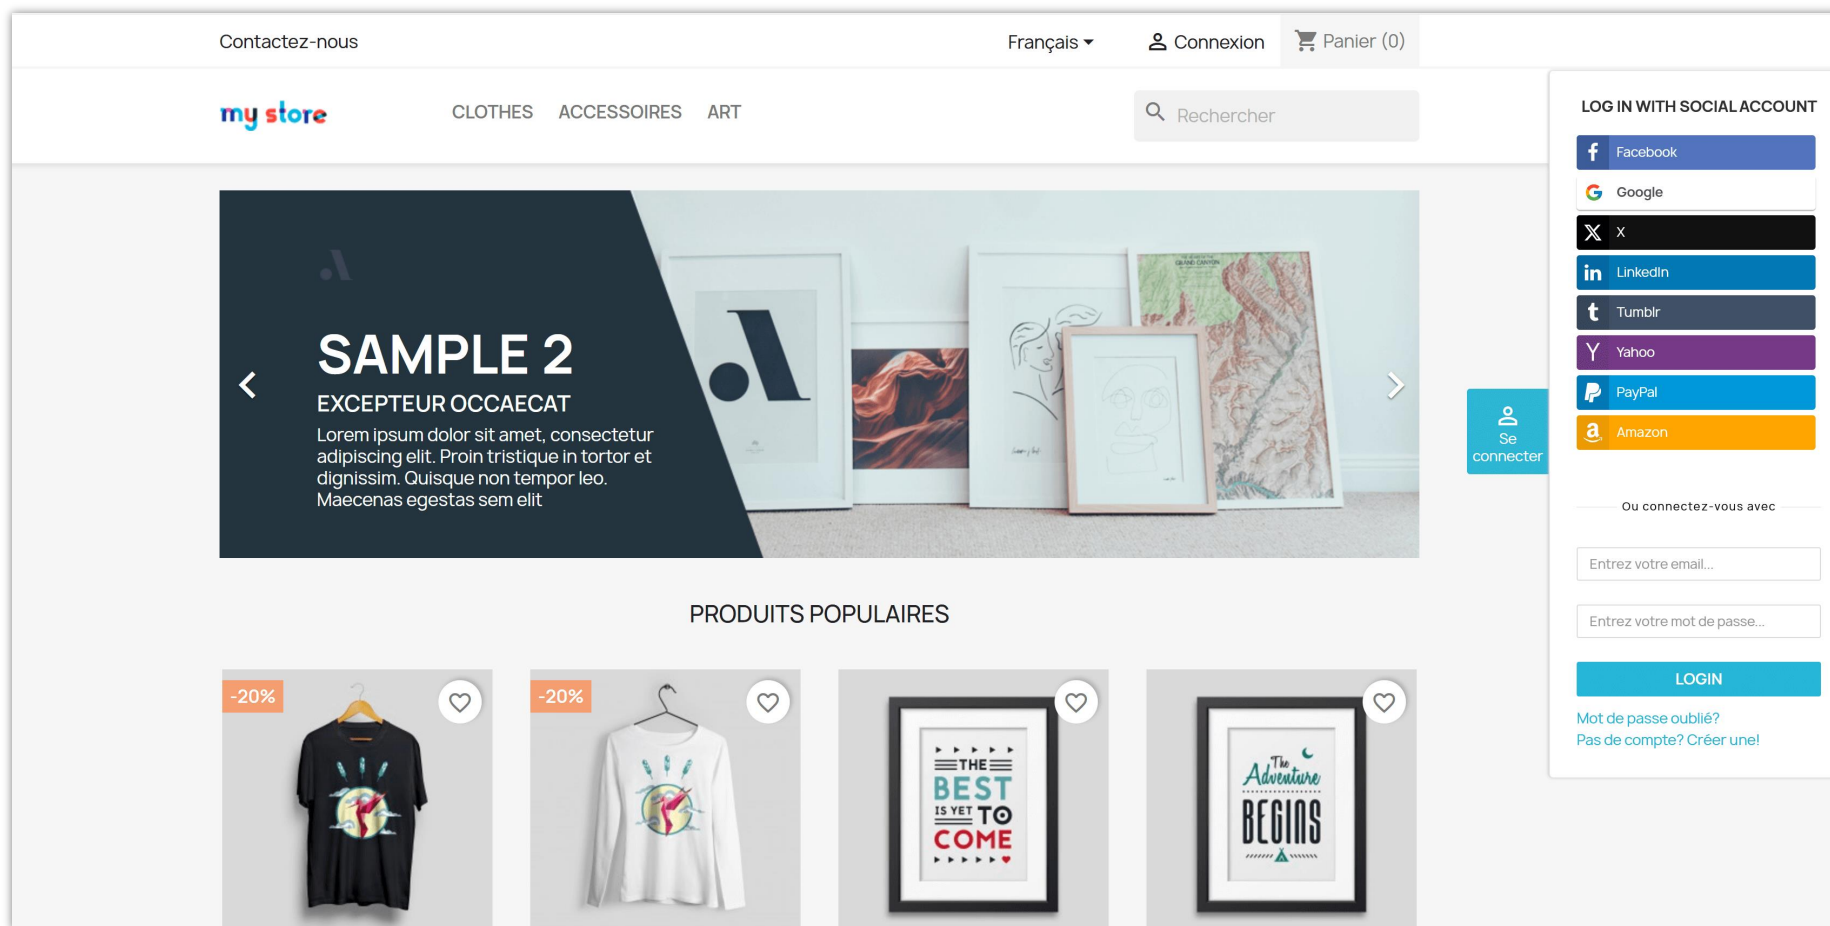 Contactez-nous
Français
Connexion
Panier (0)
my store
CLOTHES
ACCESSOIRES
ART
Rechercher
SAMPLE 2
EXCEPTEUR OCCAECAT
Lorem ipsum dolor sit amet, consectetur
adipiscing elit. Proin tristique in tortor et
dignissim. Quisque non tempor leo.
Maecenas egestas sem elit
GRAND CANYON
Se
connecter
LOG IN WITH SOCIAL ACCOUNT
Facebook
Google
X
LinkedIn
Tumblr
Yahoo
PayPal
Amazon
Ou connectez-vous avec
Entrez votre email...
Entrez votre mot de passe...
LOGIN
Mot de passe oublié?
Pas de compte? Créer une!
PRODUITS POPULAIRES
-20%
-20%
THE
BEST
IS YET TO
COME
The
Adventure
BEGINS